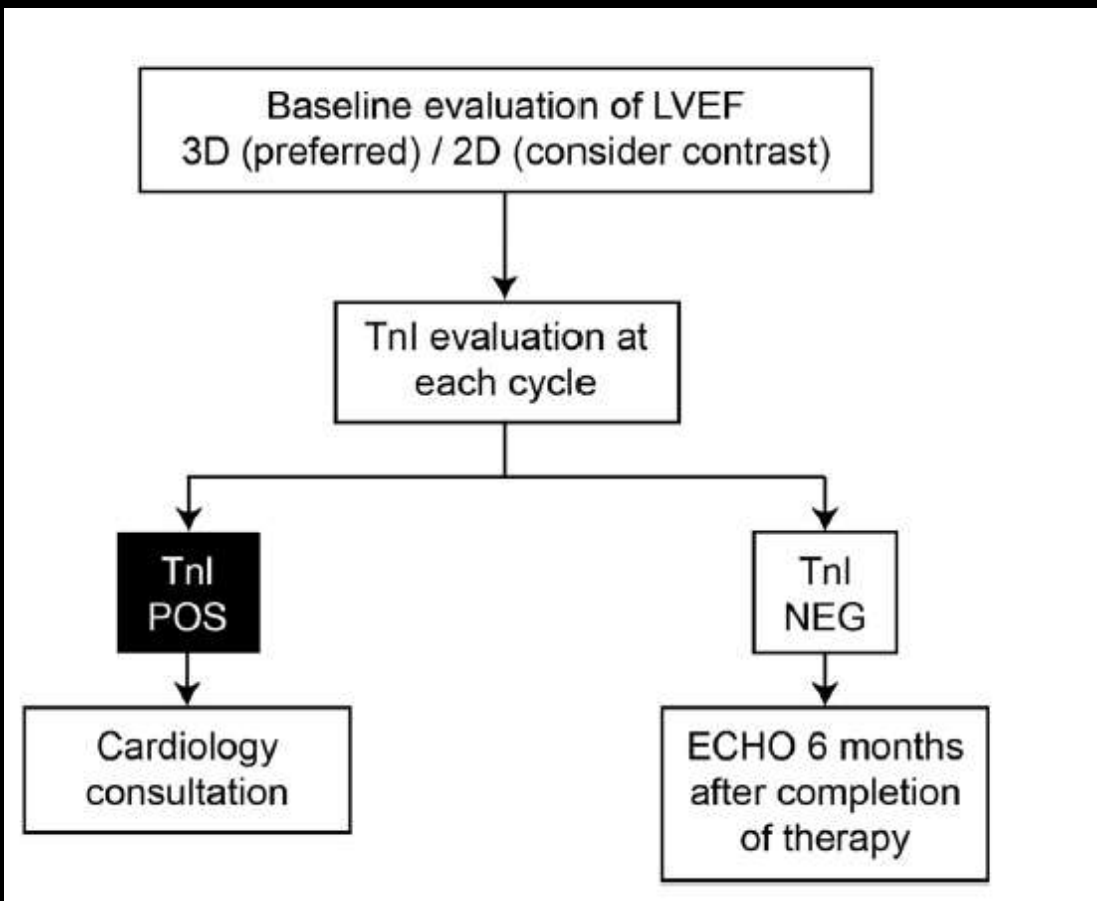 Baseline evaluation of LVEF
3D (preferred) / 2D (consider contrast)
TnI evaluation at
each cycle
TnI
POS
TnI
NEG
Cardiology
consultation
ECHO 6 months
after completion
of therapy